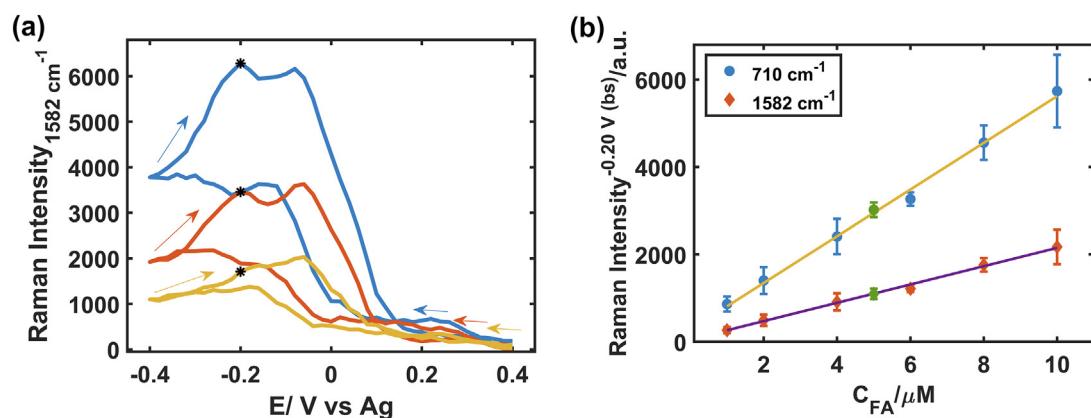 (a)
Raman Intensity1582 cm-1
6000
5000
4000
3000
2000
1000
0
-0.4
-0.2
0
0.2
0.4
E/ V vs Ag
(b)
Raman Intensity-0.20 V (bs)/a.u.
6000
4000
2000
0
710 cm-1
1582 cm-1
2
4
6
8
10
CFA/μM